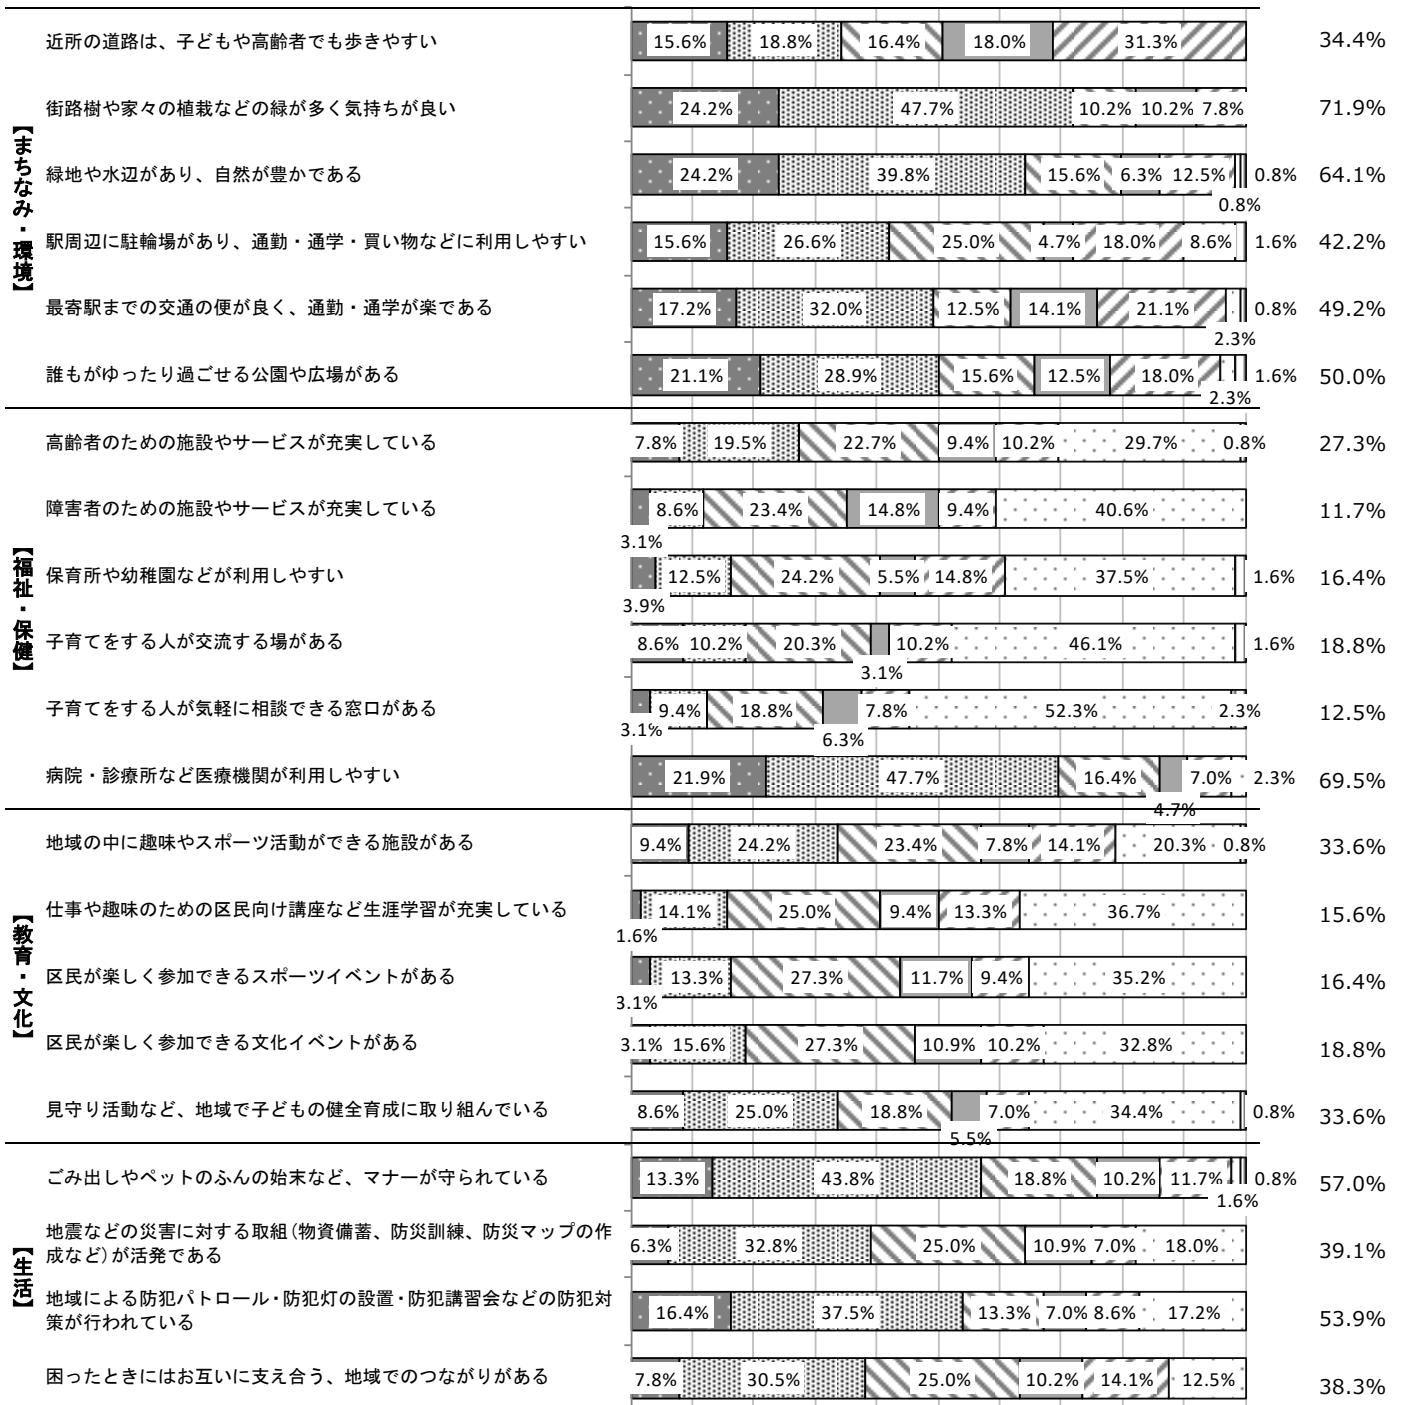 【まちなみ・環境】
近所の道路は、子どもや高齢者でも歩きやすい
15.6% 18.8% 16.4% 18.0% 31.3% 34.4%
街路樹や家々の植栽などの緑が多く気持ちが良い
24.2% 47.7% 10.2% 10.2% 7.8% 71.9%
緑地や水辺があり、自然が豊かである
24.2% 39.8% 15.6% 6.3% 12.5% 0.8% 0.8% 64.1%
駅周辺に駐輪場があり、通勤・通学・買い物などに利用しやすい
15.6% 26.6% 25.0% 4.7% 18.0% 8.6% 1.6% 42.2%
最寄駅までの交通の便が良く、通勤・通学が楽である
17.2% 32.0% 12.5% 14.1% 21.1% 2.3% 0.8% 49.2%
誰もがゆったり過ごせる公園や広場がある
21.1% 28.9% 15.6% 12.5% 18.0% 2.3% 1.6% 50.0%
【福祉・保健】
高齢者のための施設やサービスが充実している
7.8% 19.5% 22.7% 9.4% 10.2% 29.7% 0.8% 27.3%
障害者のための施設やサービスが充実している
3.1% 8.6% 23.4% 14.8% 9.4% 40.6% 11.7%
保育所や幼稚園などが利用しやすい
3.9% 12.5% 24.2% 5.5% 14.8% 37.5% 1.6% 16.4%
子育てをする人が交流する場がある
8.6% 10.2% 20.3% 3.1% 10.2% 46.1% 1.6% 18.8%
子育てをする人が気軽に相談できる窓口がある
3.1% 9.4% 18.8% 6.3% 7.8% 52.3% 2.3% 12.5%
病院・診療所など医療機関が利用しやすい
21.9% 47.7% 16.4% 4.7% 7.0% 2.3% 69.5%
【教育・文化】
地域の中に趣味やスポーツ活動ができる施設がある
9.4% 24.2% 23.4% 7.8% 14.1% 20.3% 0.8% 33.6%
仕事や趣味のための区民向け講座など生涯学習が充実している
1.6% 14.1% 25.0% 9.4% 13.3% 36.7% 15.6%
区民が楽しく参加できるスポーツイベントがある
3.1% 13.3% 27.3% 11.7% 9.4% 35.2% 16.4%
区民が楽しく参加できる文化イベントがある
3.1% 15.6% 27.3% 10.9% 10.2% 32.8% 18.8%
見守り活動など、地域で子どもの健全育成に取り組んでいる
8.6% 25.0% 18.8% 5.5% 7.0% 34.4% 0.8% 33.6%
【生活】
ごみ出しやペットのふんの始末など、マナーが守られている
13.3% 43.8% 18.8% 10.2% 11.7% 1.6% 0.8% 57.0%
地震などの災害に対する取組(物資備蓄、防災訓練、防災マップの作
成など)が活発である
6.3% 32.8% 25.0% 10.9% 7.0% 18.0% 39.1%
地域による防犯パトロール・防犯灯の設置・防犯講習会などの防犯対
策が行われている
16.4% 37.5% 13.3% 7.0% 8.6% 17.2% 53.9%
困ったときにはお互いに支え合う、地域でのつながりがある
7.8% 30.5% 25.0% 10.2% 14.1% 12.5% 38.3%